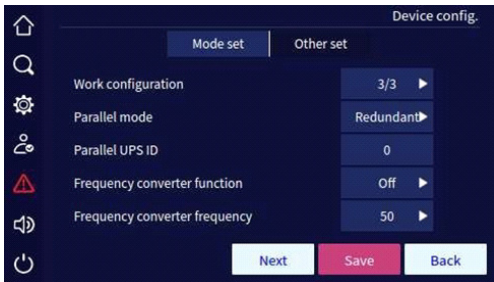 Device config.
Mode set Other set
Work configuration 3/3
Parallel mode Redundant
Parallel UPS ID 0
Frequency converter function Off
Frequency converter frequency 50
Next Save Back